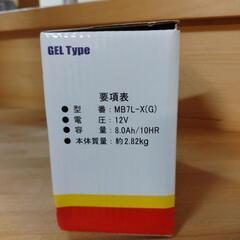 GEL Type
要項表
●型　　番：MB7L-X(G)
●電　　圧：12V
●容　　量：8.0Ah/10HR
●本体質量：約2.82kg